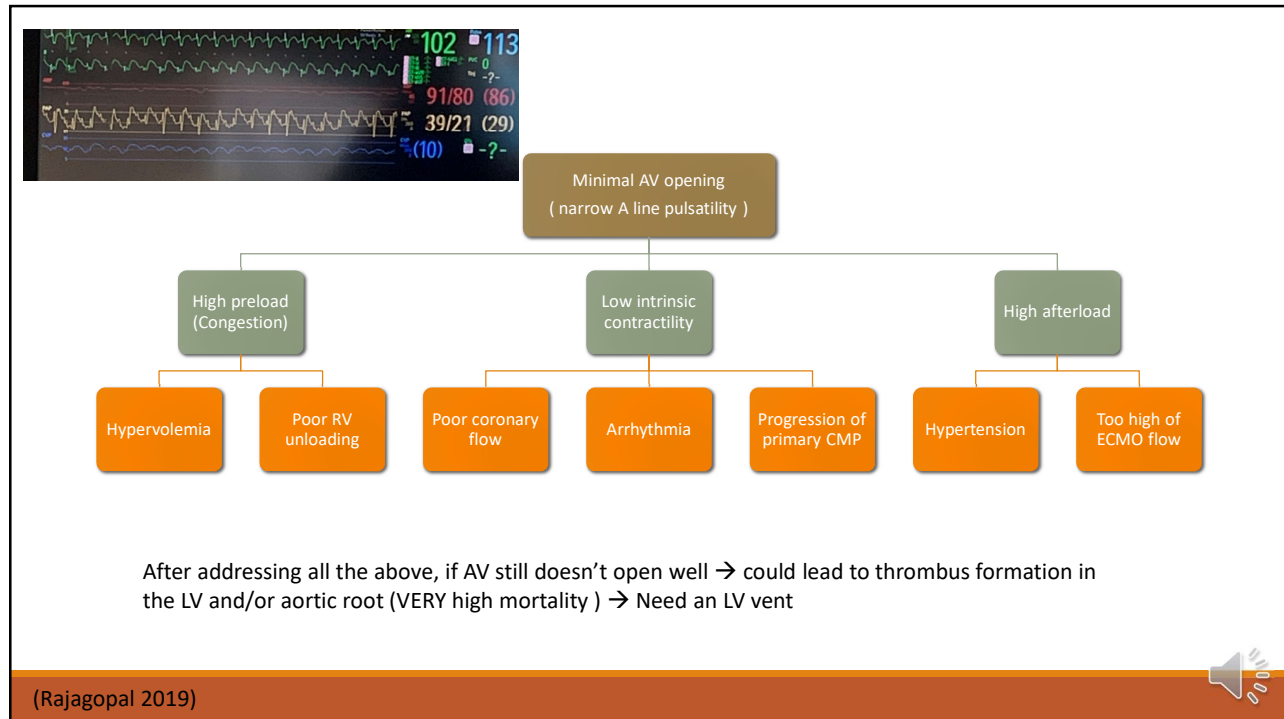 102 113
0
-?-
91/80 (86)
39/21 (29)
(10) -?-
Minimal AV opening
( narrow A line pulsatility )
High preload
(Congestion)
Low intrinsic
contractility
High afterload
Hypervolemia
Poor RV
unloading
Poor coronary
flow
Arrhythmia
Progression of
primary CMP
Hypertension
Too high of
ECMO flow
After addressing all the above, if AV still doesn’t open well → could lead to thrombus formation in
the LV and/or aortic root (VERY high mortality ) → Need an LV vent
(Rajagopal 2019)